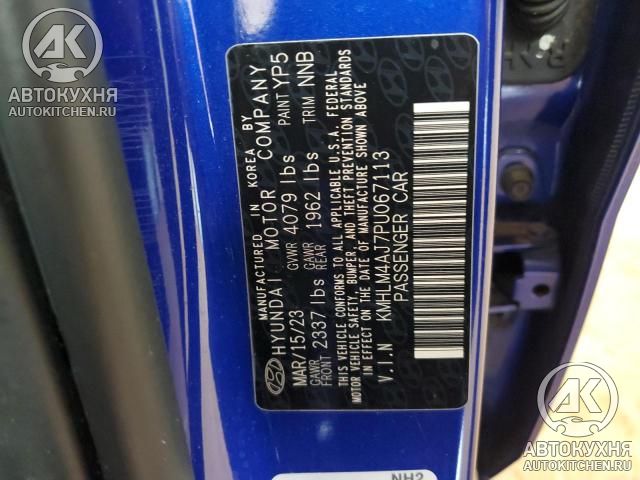 MANUFACTURED IN KOREA BY
HYUNDAI MOTOR COMPANY
MAR/15/23 GVWR 4079 lbs PAINT YP5
GAWR FRONT 2337 lbs GAWR REAR 1962 lbs TRIM NNB
THIS VEHICLE CONFORMS TO ALL APPLICABLE U.S.A. FEDERAL
MOTOR VEHICLE SAFETY, BUMPER, AND THEFT PREVENTION STANDARDS
IN EFFECT ON THE DATE OF MANUFACTURE SHOWN ABOVE
V.I.N KMHLM4AJ7PU067113
PASSENGER CAR
NH2
АК
АВТОКУХНЯ
AUTOKITCHEN.RU
АК
АВТОКУХНЯ
AUTOKITCHEN.RU